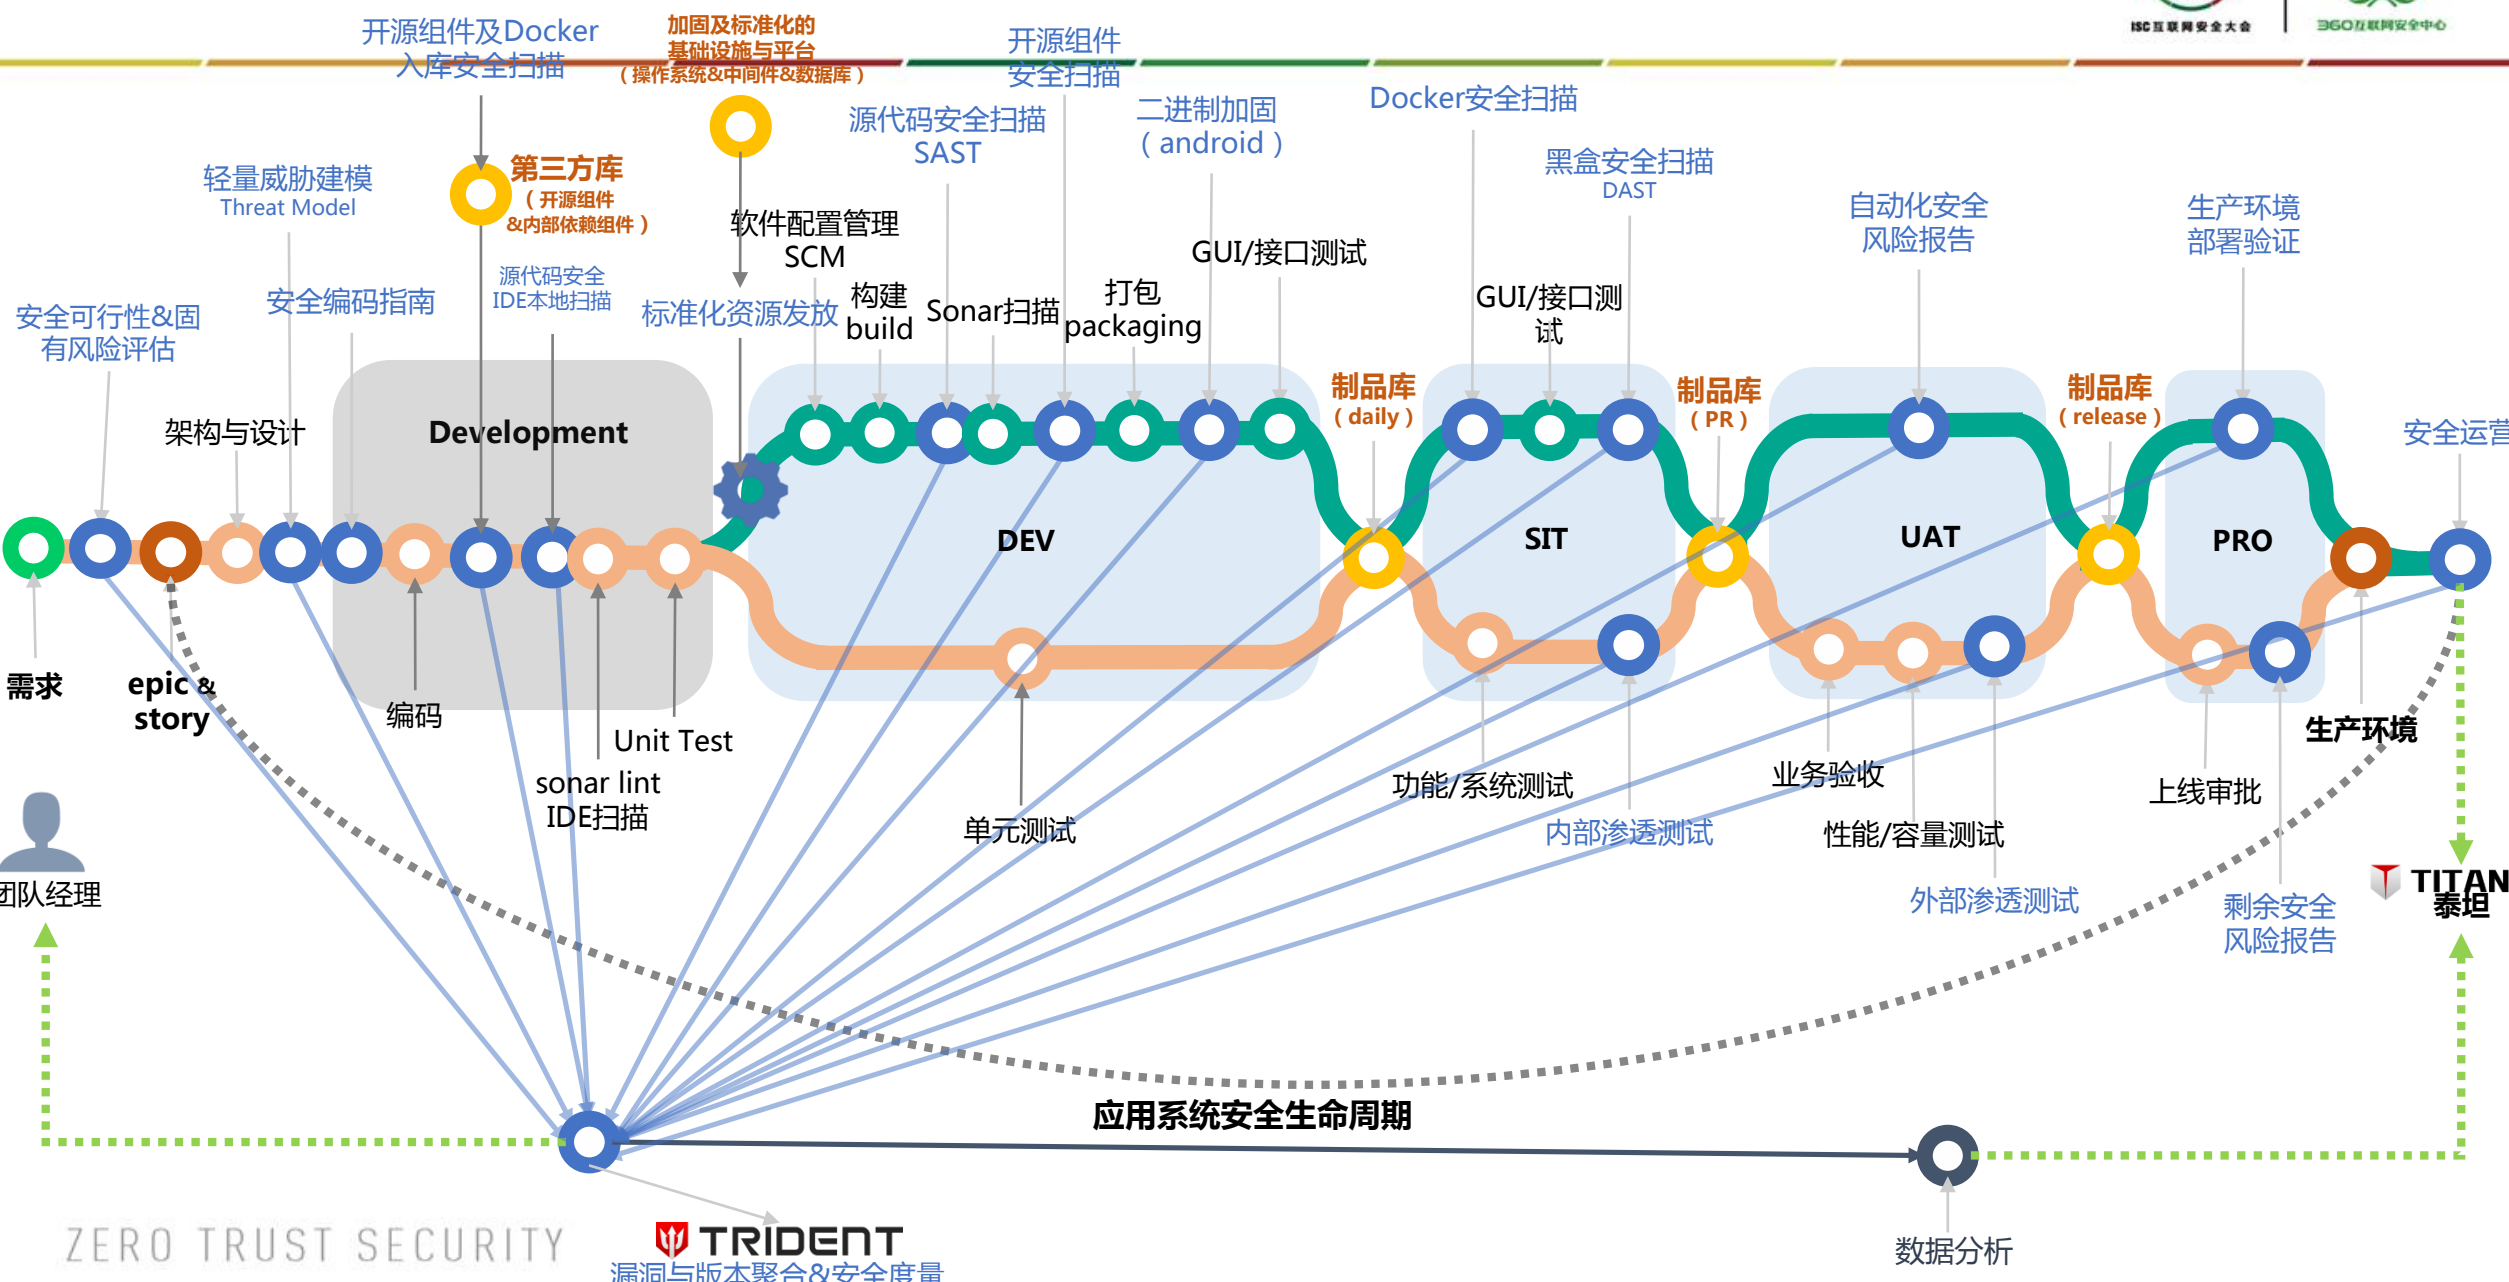 ISC互联网安全大会
360互联网安全中心
开源组件及Docker
入库安全扫描
加固及标准化的
基础设施与平台
（操作系统&中间件&数据库）
开源组件
安全扫描
源代码安全扫描
SAST
二进制加固
（android）
Docker安全扫描
黑盒安全扫描
DAST
轻量威胁建模
Threat Model
第三方库
（开源组件
&内部依赖组件）
软件配置管理
SCM
GUI/接口测试
自动化安全
风险报告
生产环境
部署验证
安全可行性&固
有风险评估
安全编码指南
源代码安全
IDE本地扫描
标准化资源发放
构建
build
Sonar扫描
打包
packaging
GUI/接口测
试
制品库
（daily）
制品库
（PR）
制品库
（release）
架构与设计
Development
安全运营
DEV
SIT
UAT
PRO
需求
epic &
story
编码
Unit Test
sonar lint
IDE扫描
单元测试
功能/系统测试
内部渗透测试
业务验收
性能/容量测试
外部渗透测试
上线审批
剩余安全
风险报告
生产环境
团队经理
TITAN
泰坦
应用系统安全生命周期
数据分析
ZERO TRUST SECURITY
TRIDENT
漏洞与版本聚合&安全度量